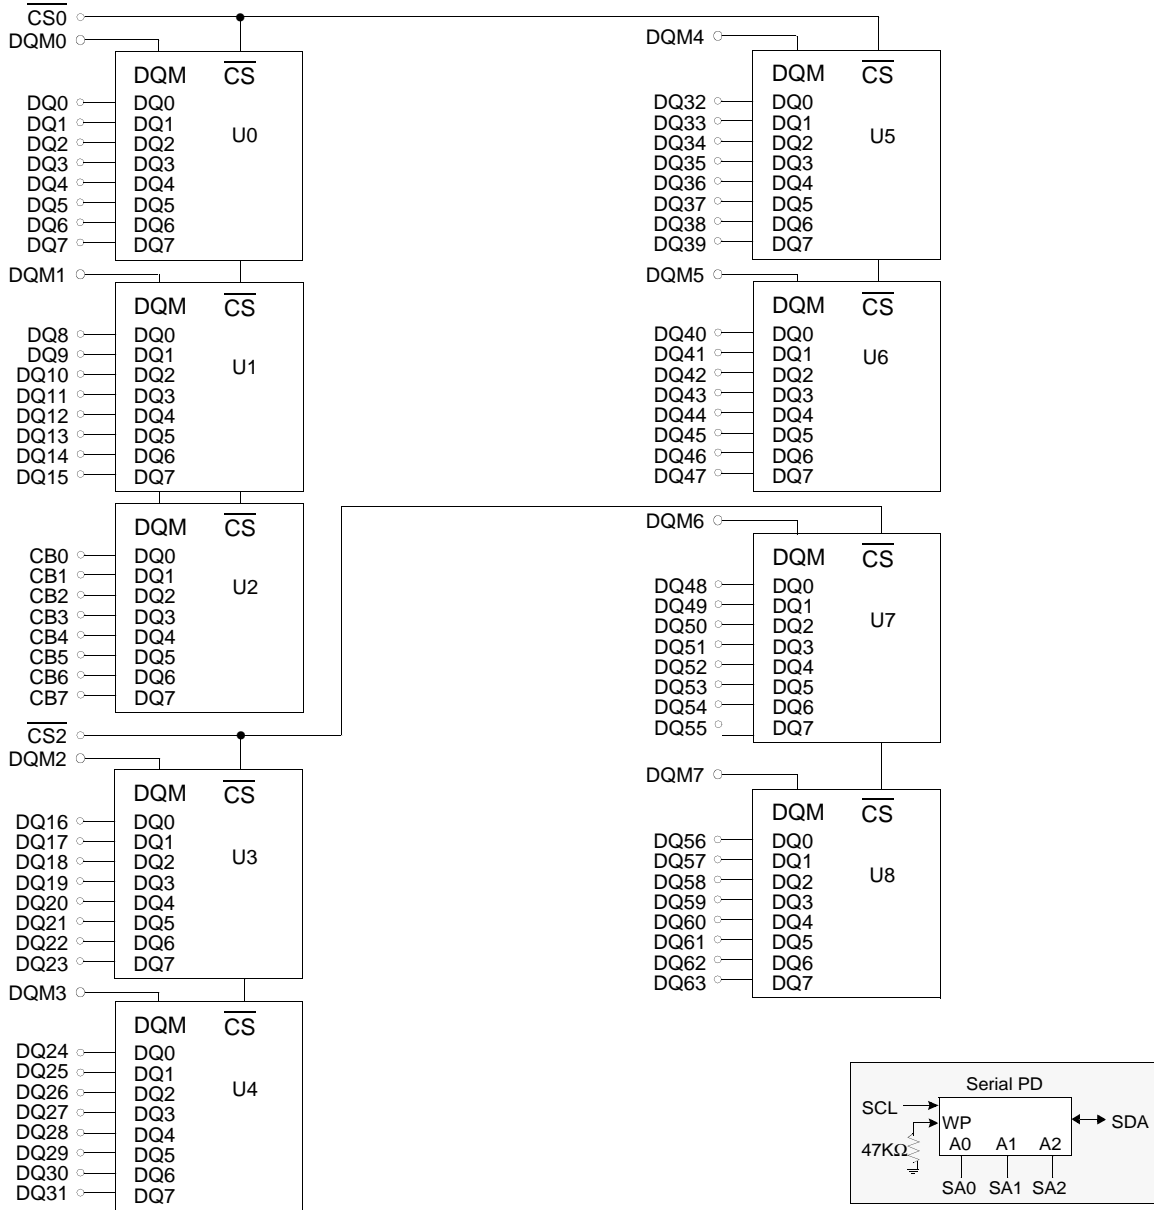 CS0
DQM0
DQM CS
DQ0 DQ0
DQ1 DQ1
U0
DQ2 DQ2
DQ3 DQ3
DQ4 DQ4
DQ5 DQ5
DQ6 DQ6
DQ7 DQ7
DQM1
DQM CS
DQ8 DQ0
DQ9 DQ1
U1
DQ10 DQ2
DQ11 DQ3
DQ12 DQ4
DQ13 DQ5
DQ14 DQ6
DQ15 DQ7
DQM CS
CB0 DQ0
CB1 DQ1
U2
CB2 DQ2
CB3 DQ3
CB4 DQ4
CB5 DQ5
CB6 DQ6
CB7 DQ7
CS2
DQM2
DQM CS
DQ16 DQ0
DQ17 DQ1
U3
DQ18 DQ2
DQ19 DQ3
DQ20 DQ4
DQ21 DQ5
DQ22 DQ6
DQ23 DQ7
DQM3
DQM CS
DQ24 DQ0
DQ25 DQ1
U4
DQ26 DQ2
DQ27 DQ3
DQ28 DQ4
DQ29 DQ5
DQ30 DQ6
DQ31 DQ7
DQM4
DQM CS
DQ32 DQ0
DQ33 DQ1
U5
DQ34 DQ2
DQ35 DQ3
DQ36 DQ4
DQ37 DQ5
DQ38 DQ6
DQ39 DQ7
DQM5
DQM CS
DQ40 DQ0
DQ41 DQ1
U6
DQ42 DQ2
DQ43 DQ3
DQ44 DQ4
DQ45 DQ5
DQ46 DQ6
DQ47 DQ7
DQM6
DQM CS
DQ48 DQ0
DQ49 DQ1
U7
DQ50 DQ2
DQ51 DQ3
DQ52 DQ4
DQ53 DQ5
DQ54 DQ6
DQ55 DQ7
DQM7
DQM CS
DQ56 DQ0
DQ57 DQ1
U8
DQ58 DQ2
DQ59 DQ3
DQ60 DQ4
DQ61 DQ5
DQ62 DQ6
DQ63 DQ7
Serial PD
SCL
WP
SDA
47KΩ
A0 A1 A2
SA0 SA1 SA2